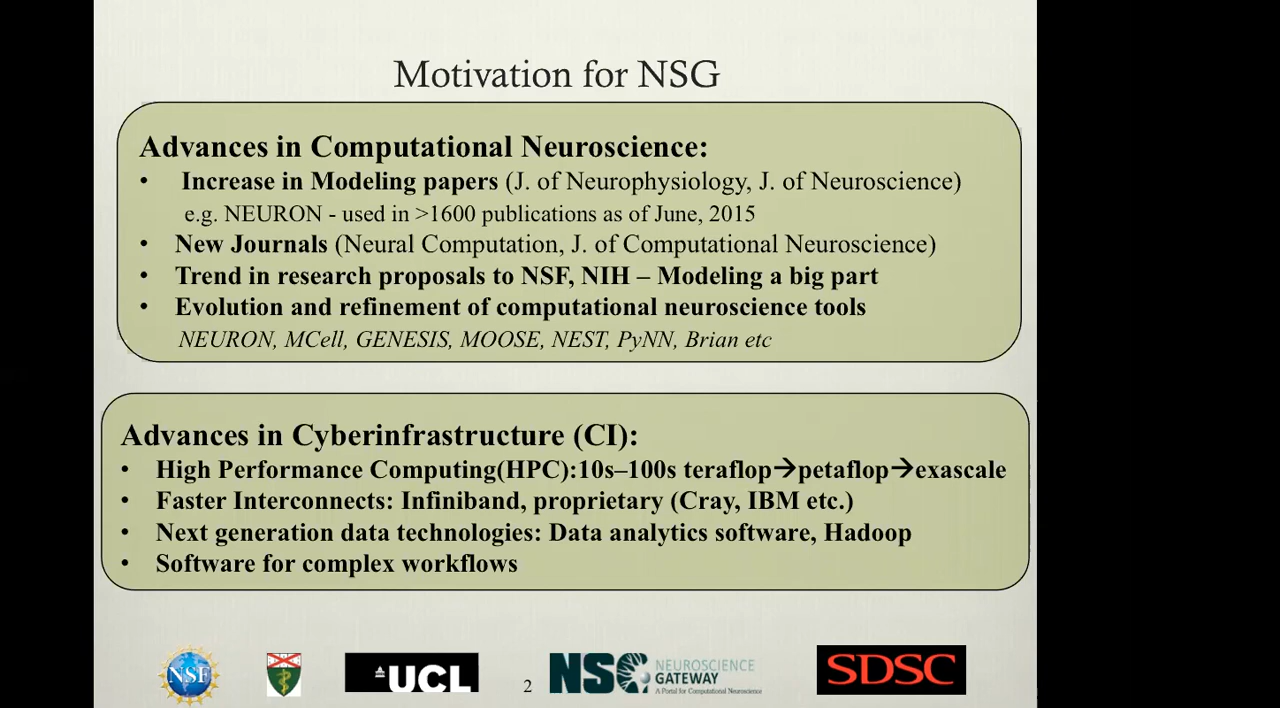 Motivation for NSG
Advances in Computational Neuroscience:
• Increase in Modeling papers (J. of Neurophysiology, J. of Neuroscience)
e.g. NEURON - used in >1600 publications as of June, 2015
• New Journals (Neural Computation, J. of Computational Neuroscience)
• Trend in research proposals to NSF, NIH – Modeling a big part
• Evolution and refinement of computational neuroscience tools
NEURON, MCell, GENESIS, MOOSE, NEST, PyNN, Brian etc
Advances in Cyberinfrastructure (CI):
• High Performance Computing(HPC):10s–100s teraflop→petaflop→exascale
• Faster Interconnects: Infiniband, proprietary (Cray, IBM etc.)
• Next generation data technologies: Data analytics software, Hadoop
• Software for complex workflows
NSF
UCL
2
NSG
NEUROSCIENCE
GATEWAY
A Portal for Computational Neuroscience
SDSC